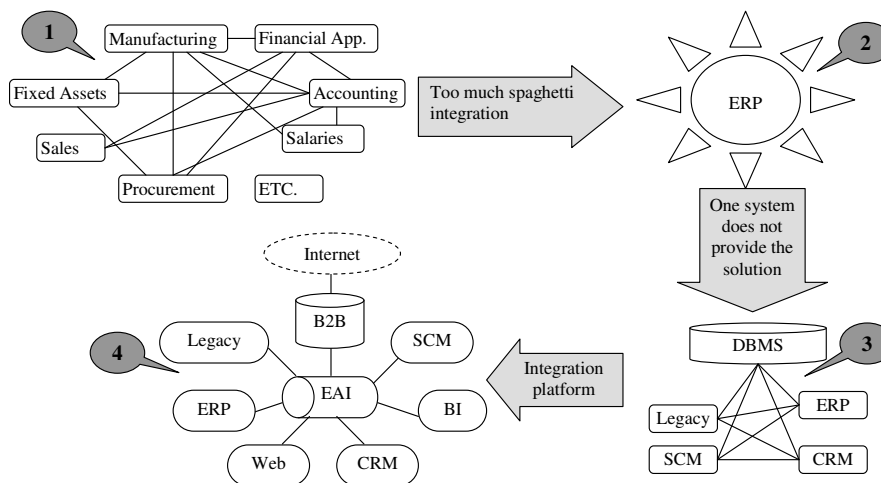 1
Manufacturing
Financial App.
Fixed Assets
Accounting
Sales
Salaries
Procurement
ETC.
Too much spaghetti
integration
2
ERP
One system
does not
provide the
solution
3
DBMS
Legacy
ERP
SCM
CRM
Integration
platform
4
Internet
B2B
Legacy
SCM
EAI
ERP
BI
Web
CRM